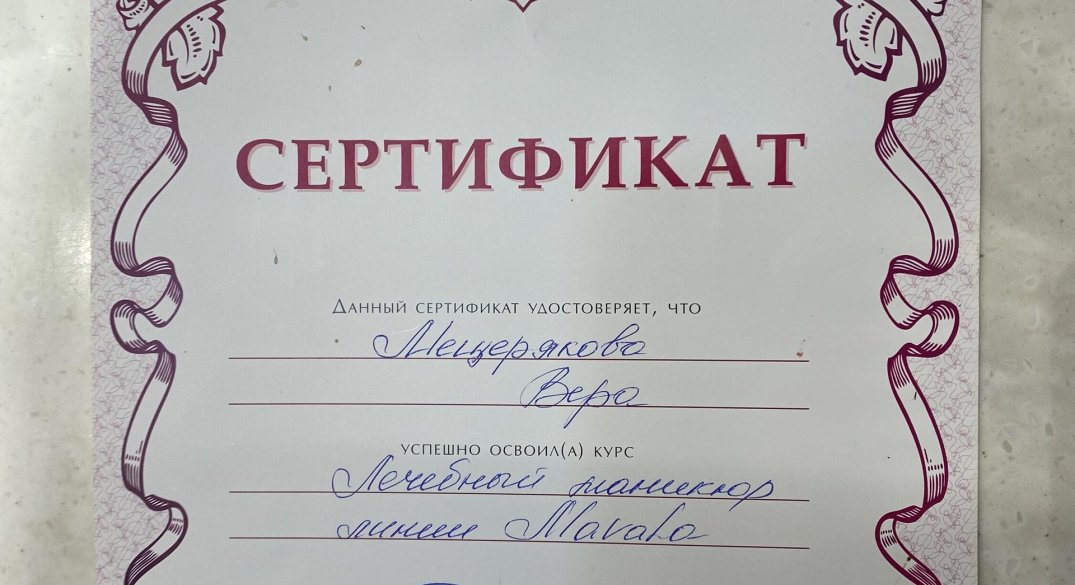 СЕРТИФИКАТ
Данный сертификат удостоверяет, что
Мещерякова
Вера
успешно освоил(а) курс
Лечебный маникюр
линии Mavala